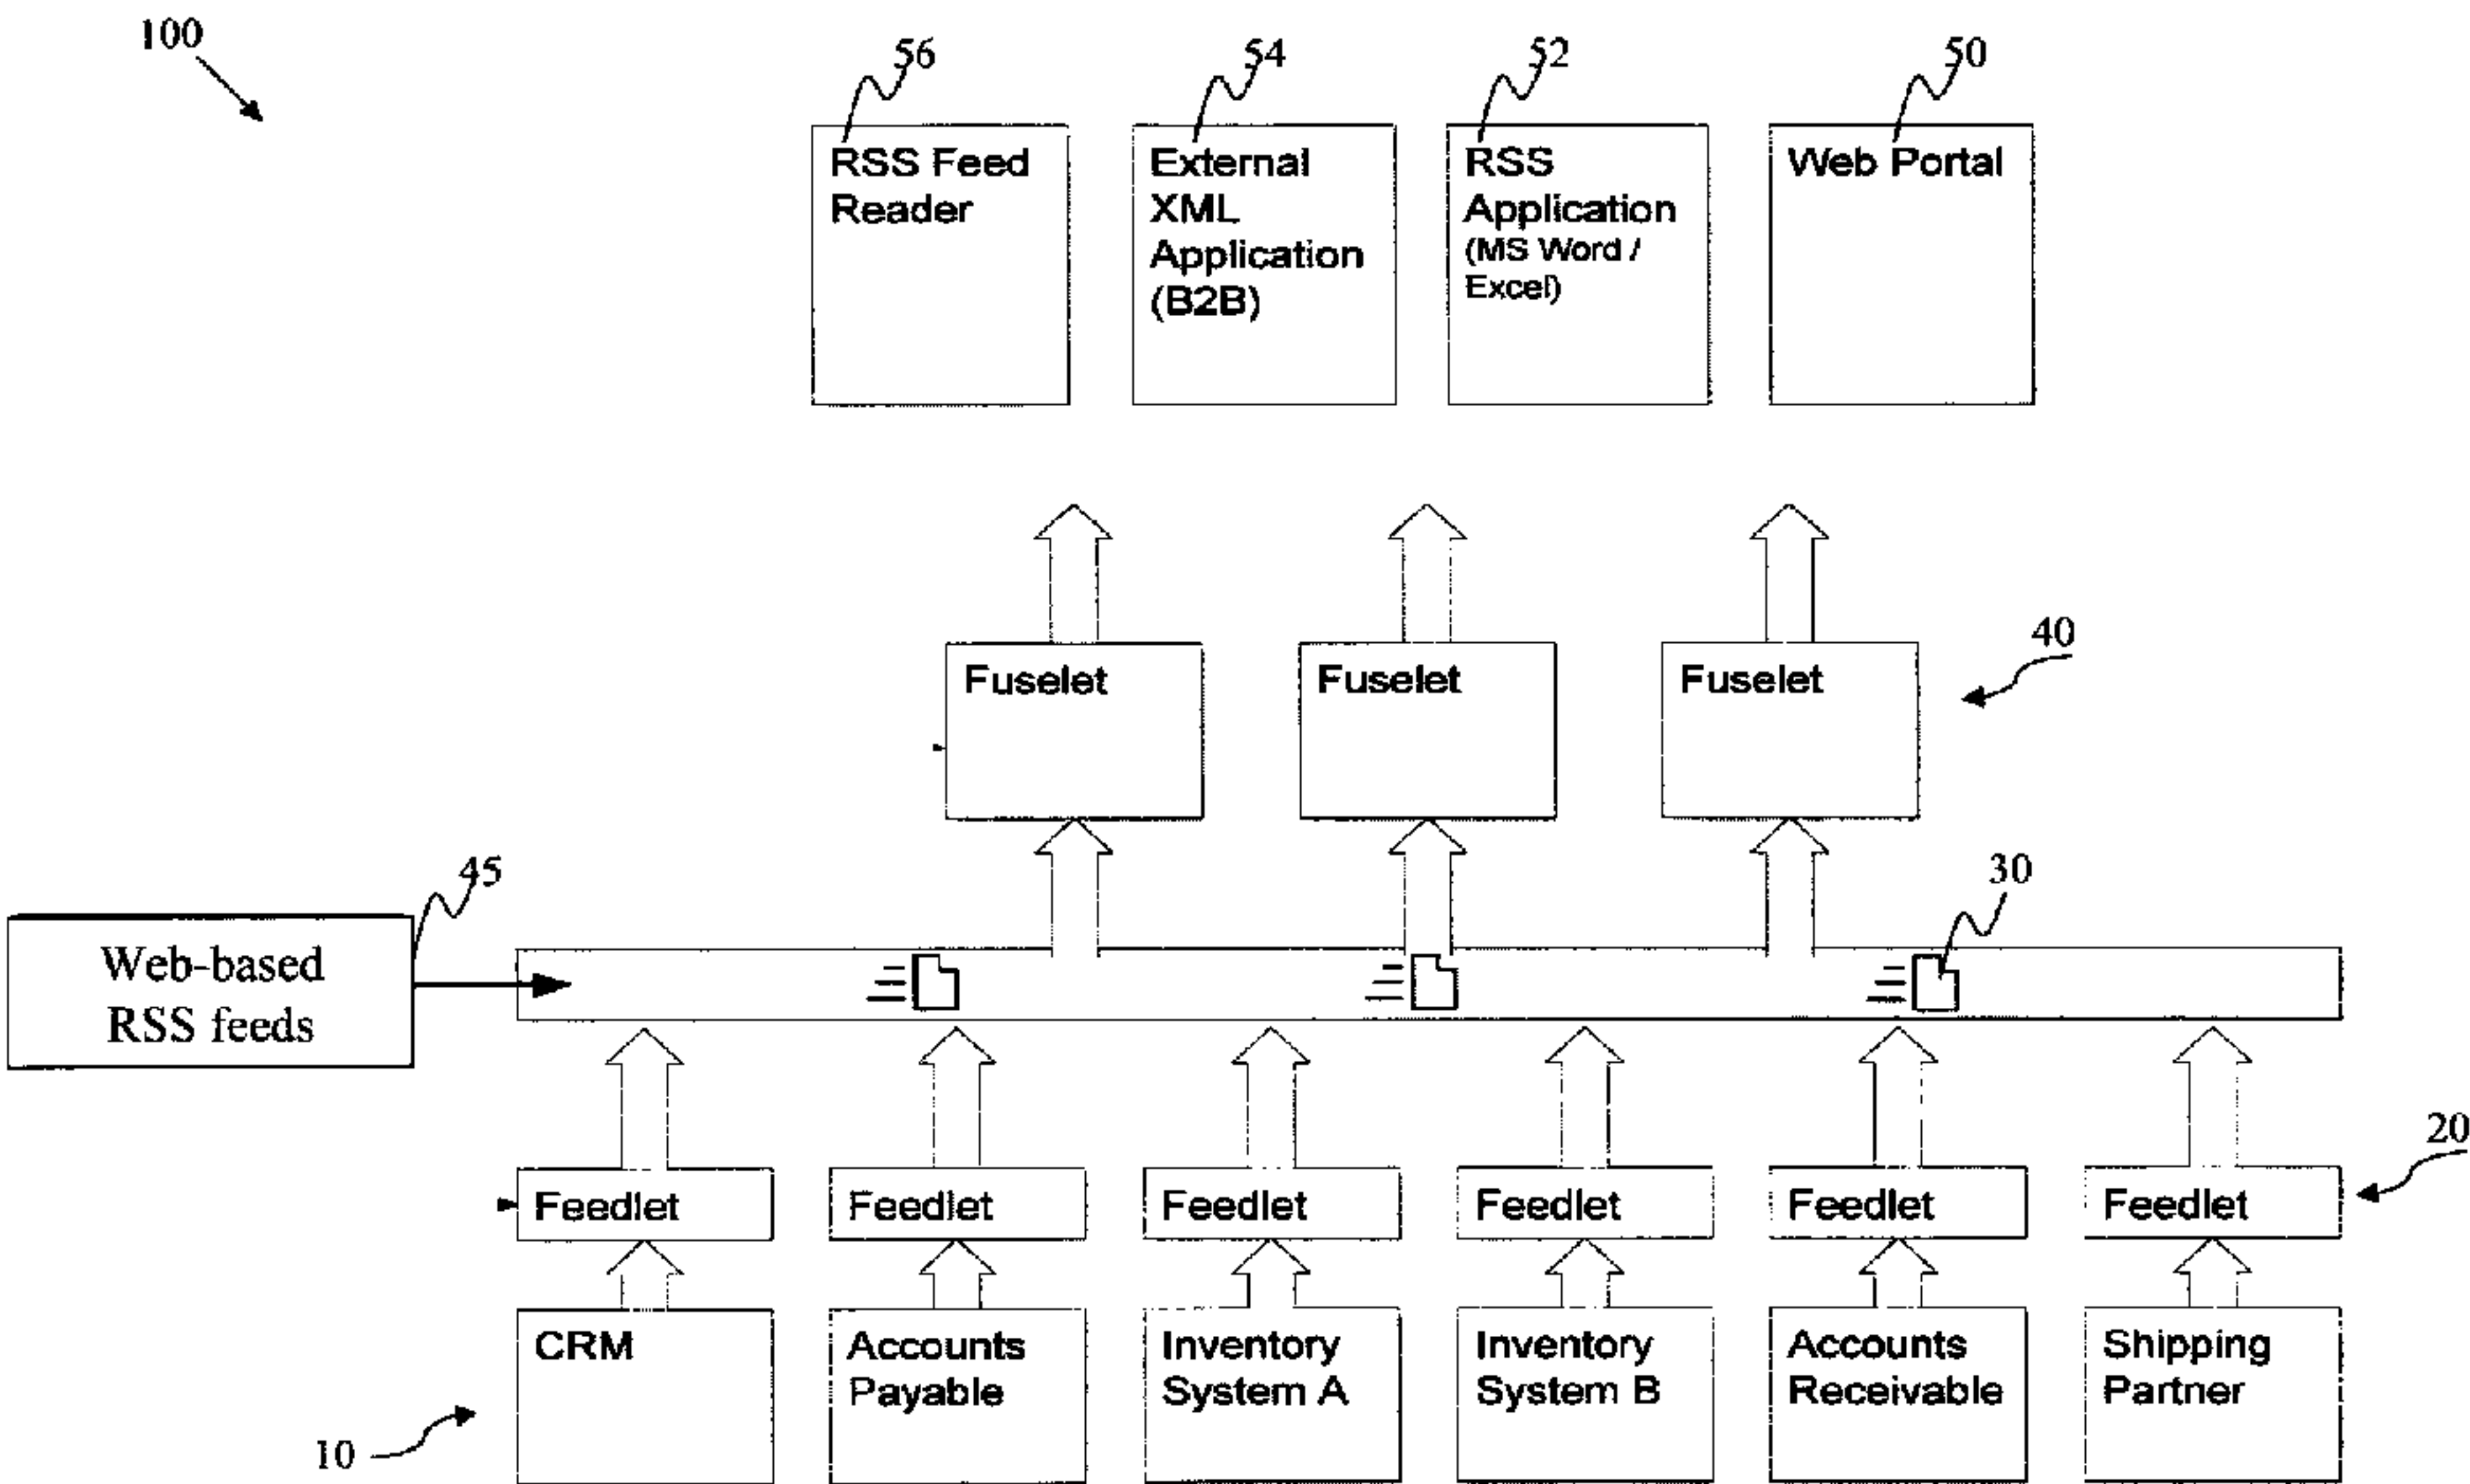 100
56
54
52
50
RSS Feed
Reader
External
XML
Application
(B2B)
RSS
Application
(MS Word /
Excel)
Web Portal
40
Fuselet
Fuselet
Fuselet
45
30
Web-based
RSS feeds
20
Feedlet
Feedlet
Feedlet
Feedlet
Feedlet
Feedlet
CRM
Accounts
Payable
Inventory
System A
Inventory
System B
Accounts
Receivable
Shipping
Partner
10